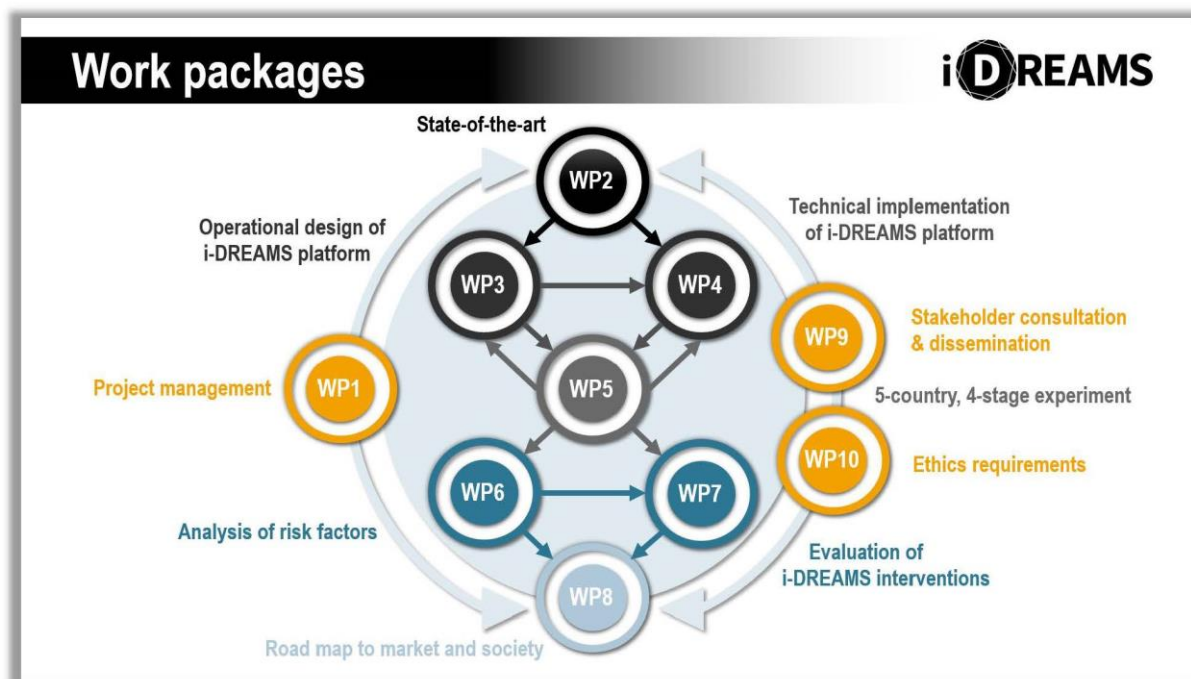 Work packages
i DREAMS
State-of-the-art
WP2
Operational design of
i-DREAMS platform
Technical implementation
of i-DREAMS platform
WP3
WP4
WP9
Stakeholder consultation
& dissemination
Project management
WP1
WP5
5-country, 4-stage experiment
WP10
Ethics requirements
WP6
WP7
Analysis of risk factors
Evaluation of
i-DREAMS interventions
WP8
Road map to market and society